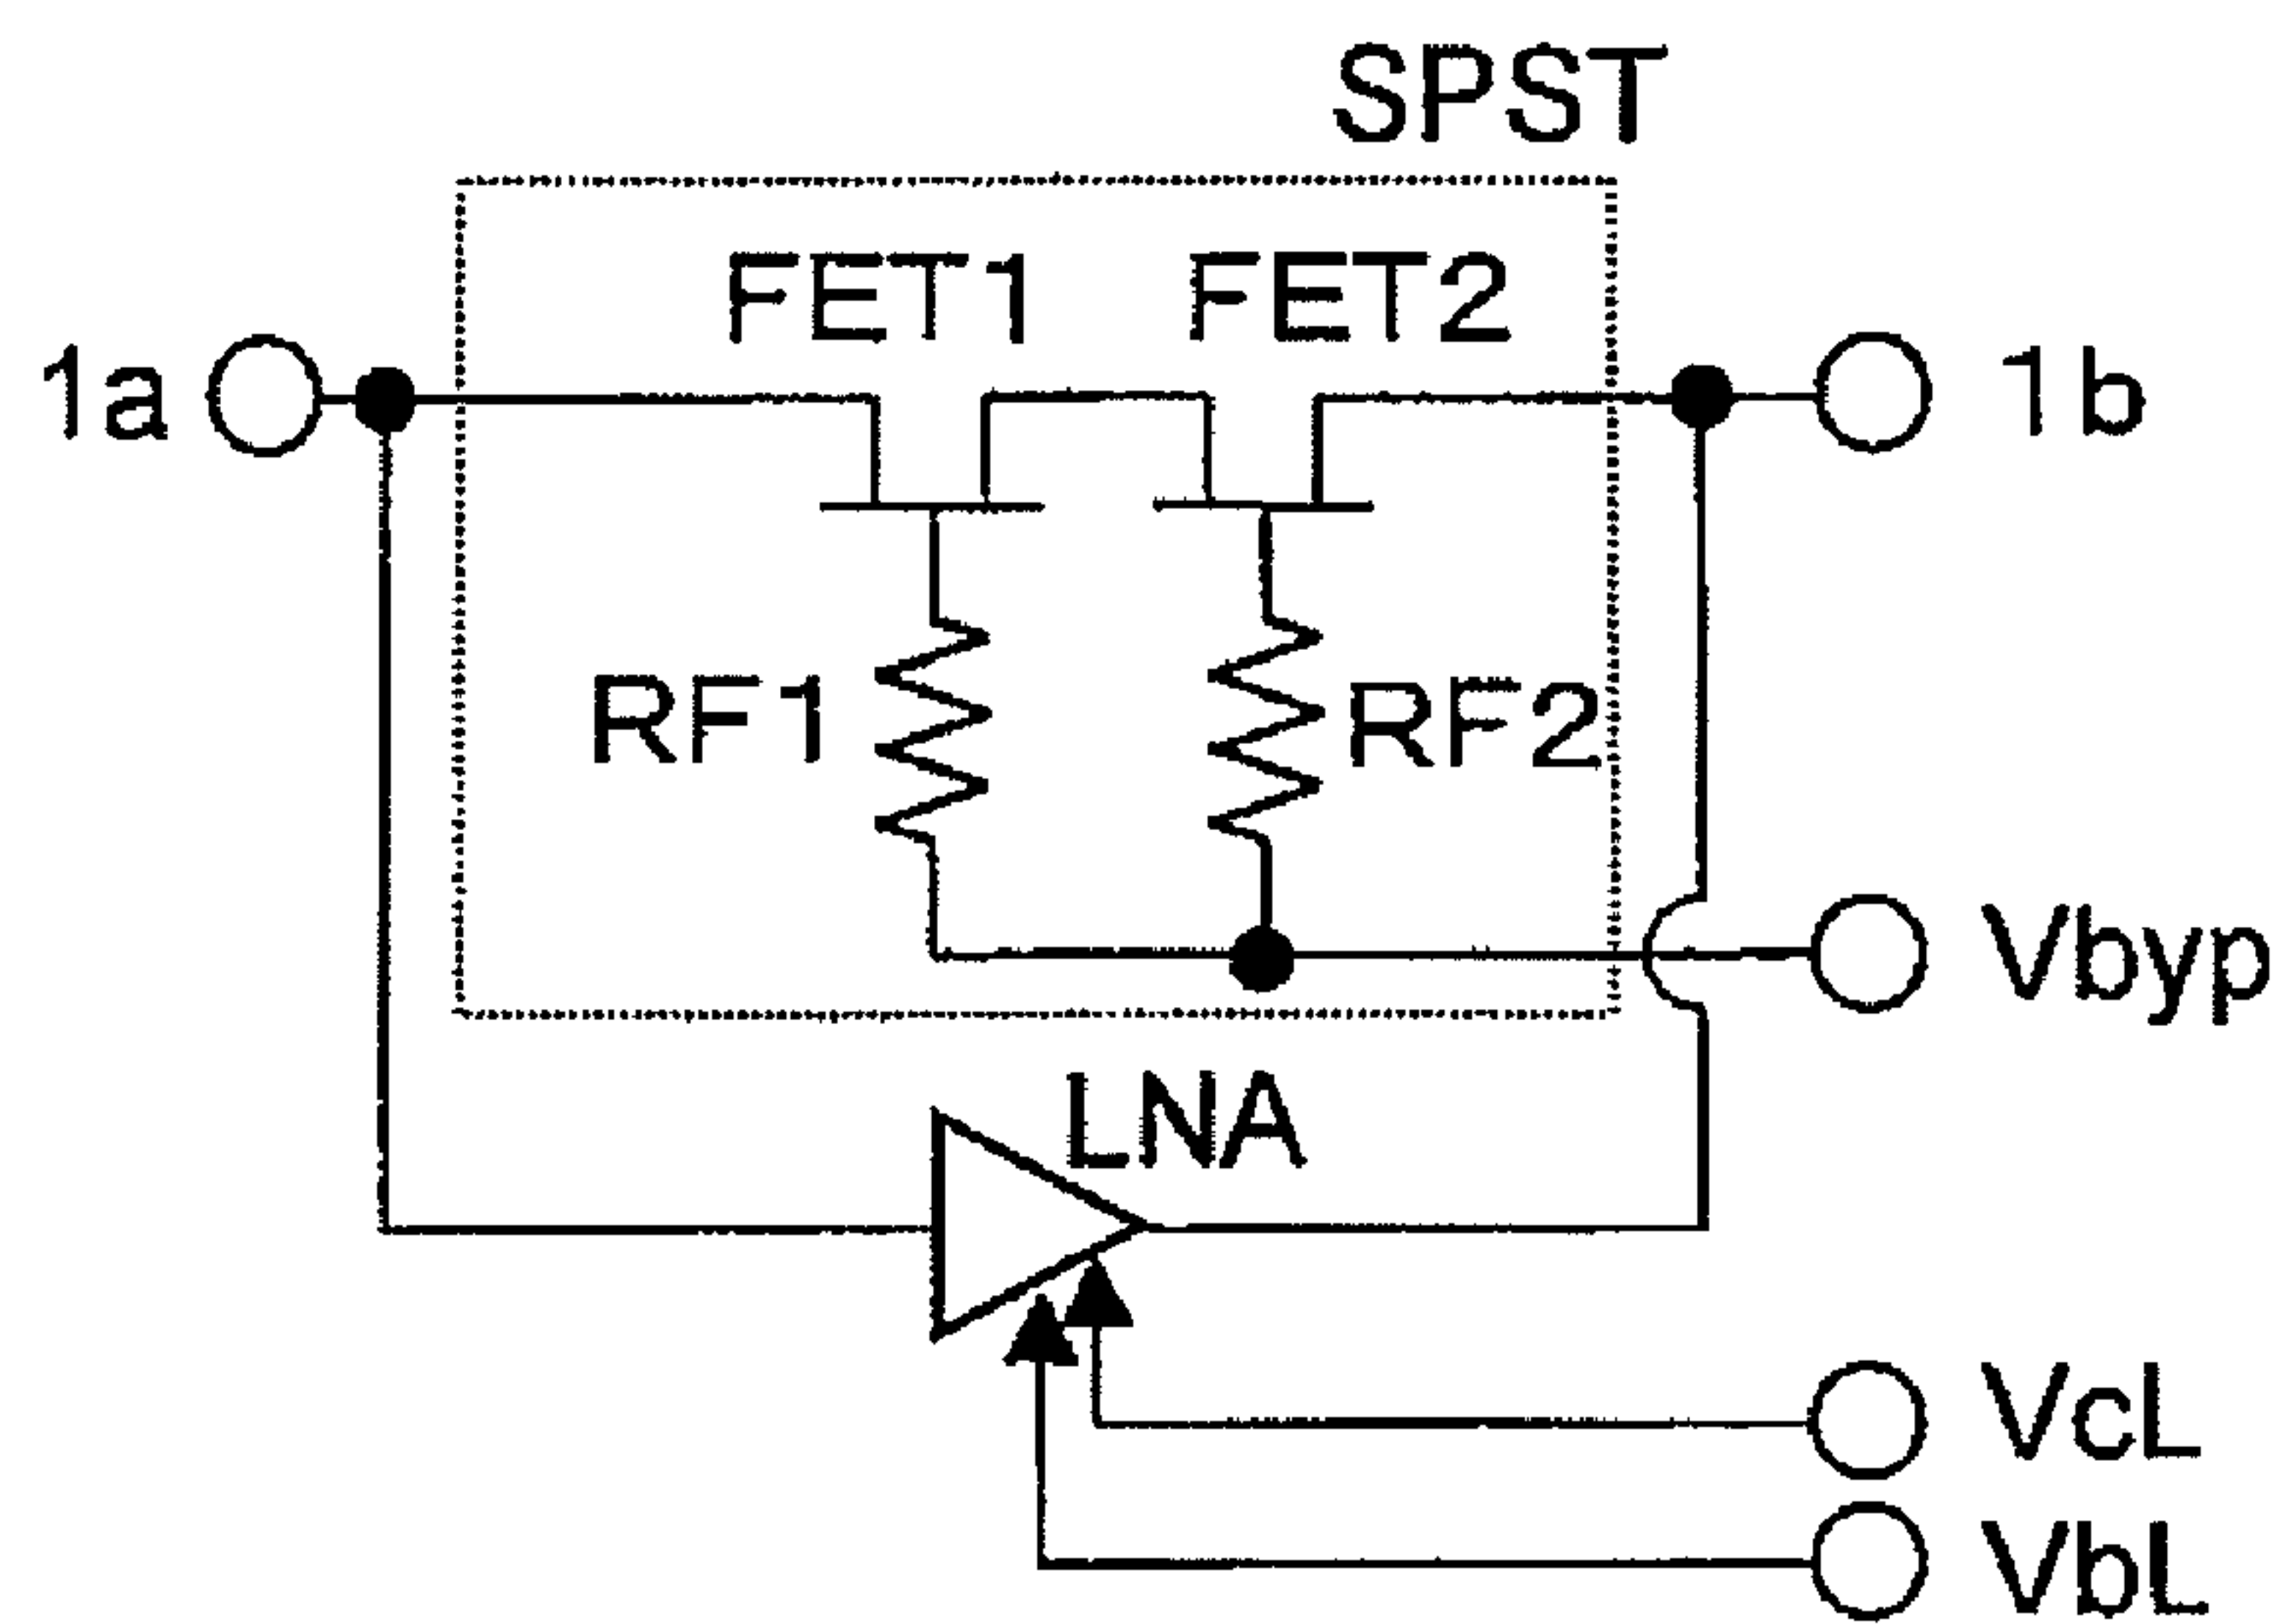 SPST
FET1
FET2
1a
1b
RF1
RF2
Vbyp
LNA
VcL
VbL